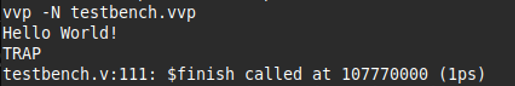 vvp -N testbench.vvp
Hello World!
TRAP
testbench.v:111: $finish called at 107770000 (1ps)